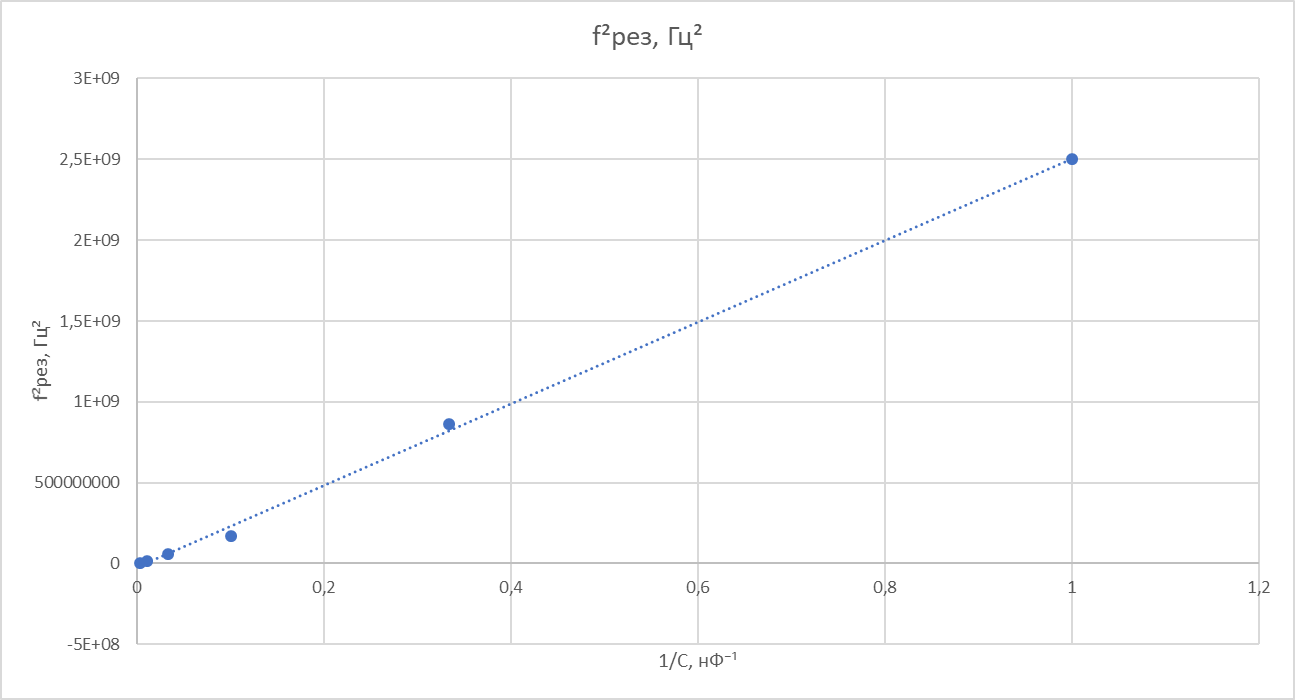 f²рез, Гц²
3E+09
2,5E+09
2E+09
1,5E+09
1E+09
500000000
0
-5E+08
f²рез, Гц²
0
0,2
0,4
0,6
0,8
1
1,2
1/C, нФ⁻¹